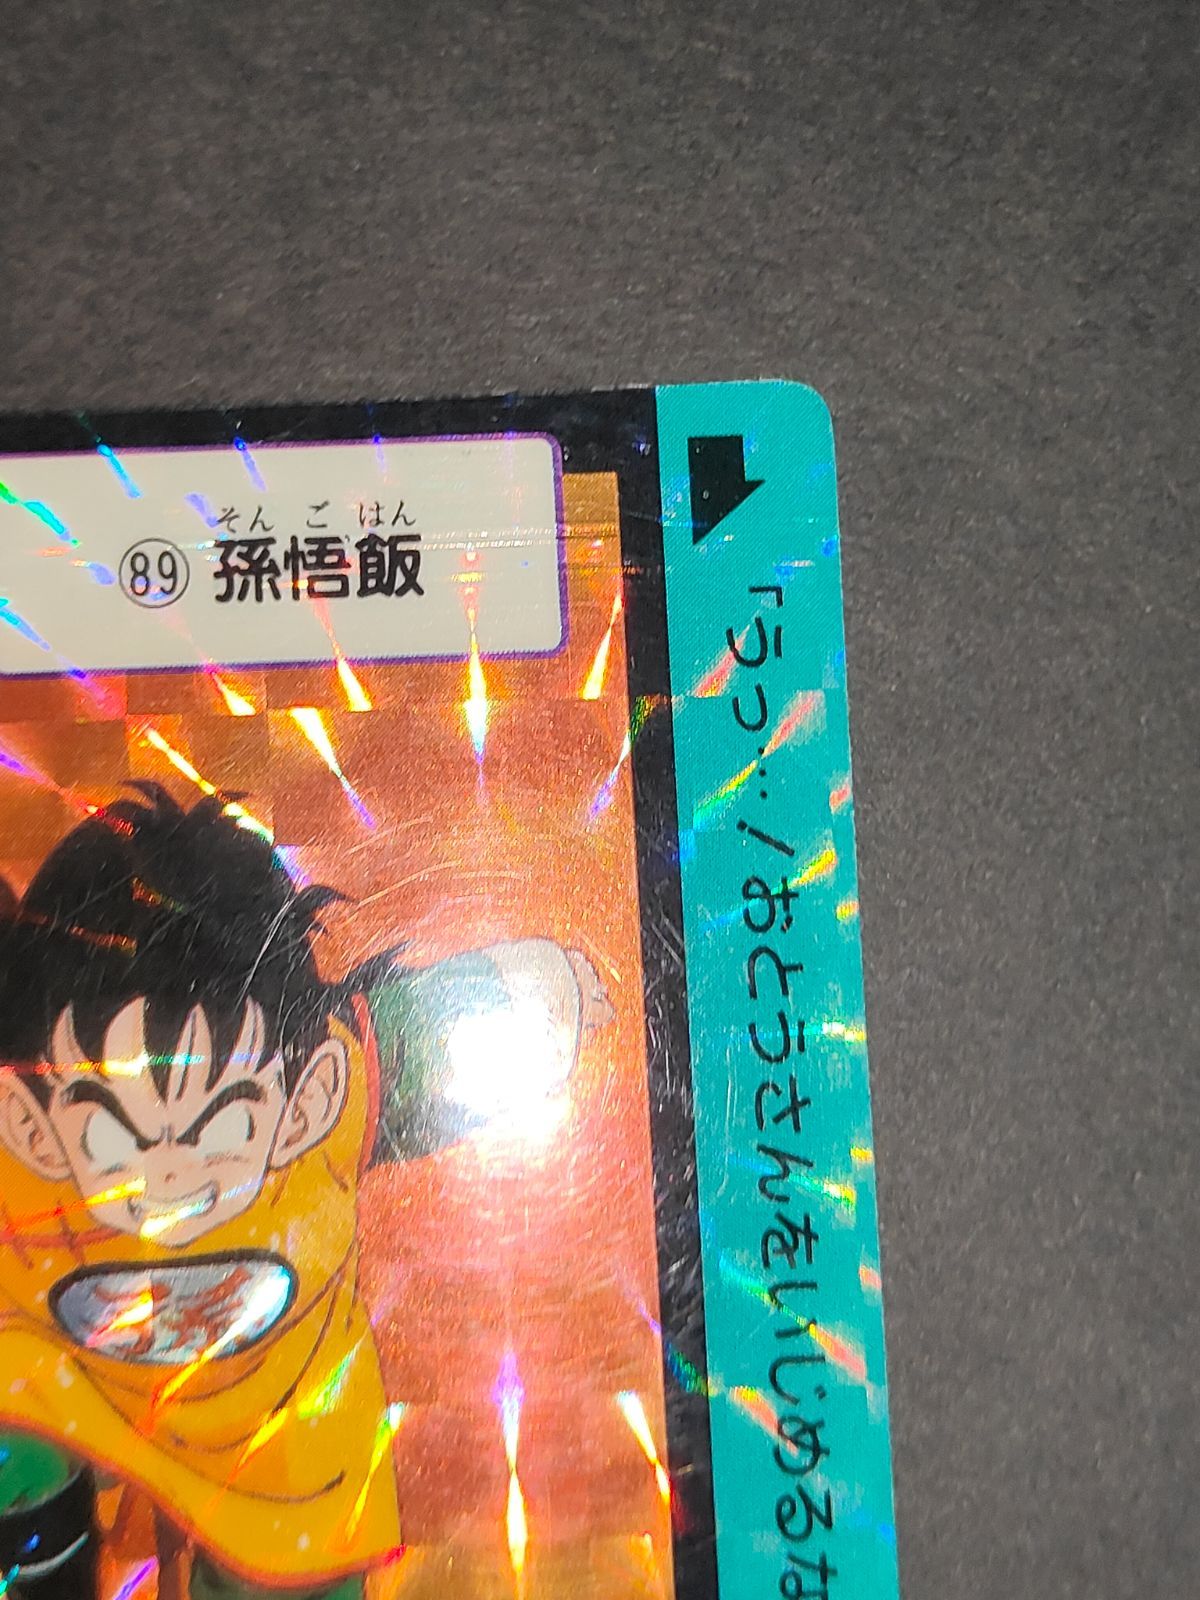 そんごはん
89 孫悟飯
「うっ…！おとうさんをいじめるな